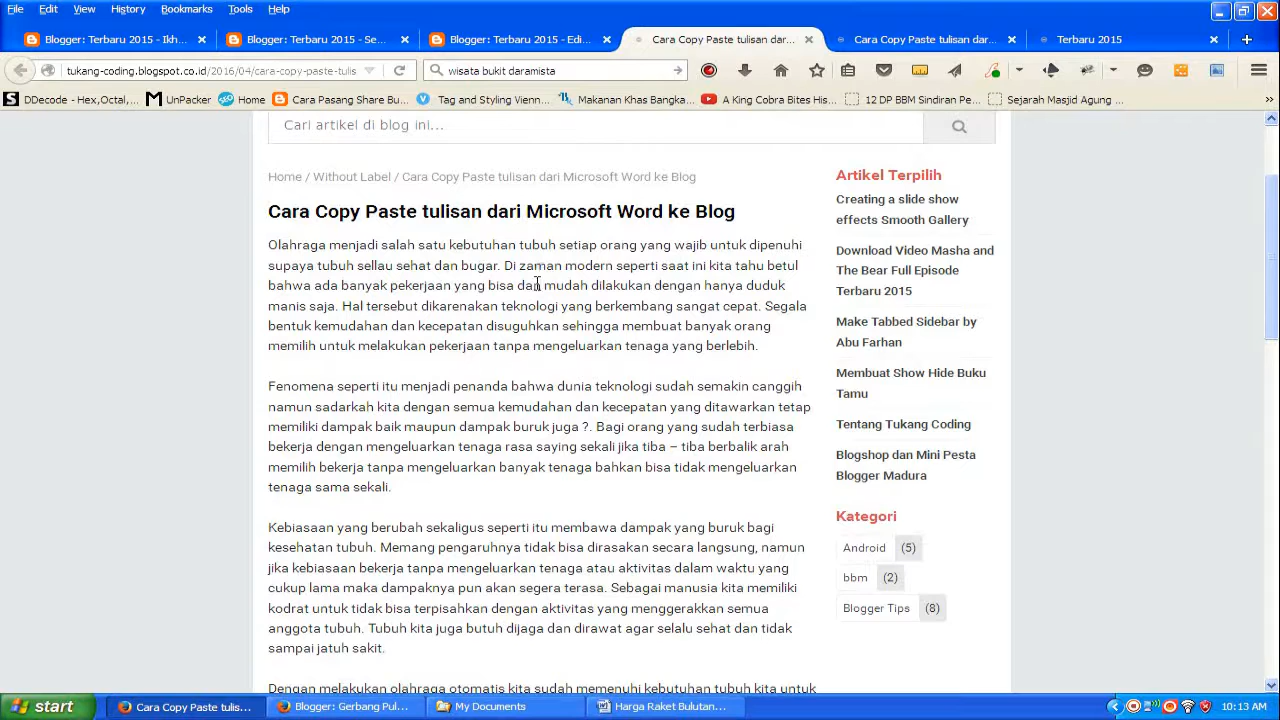 File Edit View History Bookmarks Tools Help
Blogger: Terbaru 2015 - Ikh... × Blogger: Terbaru 2015 - Se... × Blogger: Terbaru 2015 - Edi... × Cara Copy Paste tulisan dar... × Cara Copy Paste tulisan dar... × Terbaru 2015 ×
tukang-coding.blogspot.co.id/2016/04/cara-copy-paste-tulis wisata bukit daramista
DDecode - Hex,Octal,... UnPacker Home Cara Pasang Share Bu... Tag and Styling Vienn... Makanan Khas Bangka... A King Cobra Bites His... 12 DP BBM Sindiran Pe... Sejarah Masjid Agung ...
Cari artikel di blog ini...
Home / Without Label / Cara Copy Paste tulisan dari Microsoft Word ke Blog
Cara Copy Paste tulisan dari Microsoft Word ke Blog
Olahraga menjadi salah satu kebutuhan tubuh setiap orang yang wajib untuk dipenuhi
supaya tubuh sellau sehat dan bugar. Di zaman modern seperti saat ini kita tahu betul
bahwa ada banyak pekerjaan yang bisa dan mudah dilakukan dengan hanya duduk
manis saja. Hal tersebut dikarenakan teknologi yang berkembang sangat cepat. Segala
bentuk kemudahan dan kecepatan disuguhkan sehingga membuat banyak orang
memilih untuk melakukan pekerjaan tanpa mengeluarkan tenaga yang berlebih.
Fenomena seperti itu menjadi penanda bahwa dunia teknologi sudah semakin canggih
namun sadarkah kita dengan semua kemudahan dan kecepatan yang ditawarkan tetap
memiliki dampak baik maupun dampak buruk juga ?. Bagi orang yang sudah terbiasa
bekerja dengan mengeluarkan tenaga rasa saying sekali jika tiba – tiba berbalik arah
memilih bekerja tanpa mengeluarkan banyak tenaga bahkan bisa tidak mengeluarkan
tenaga sama sekali.
Kebiasaan yang berubah sekaligus seperti itu membawa dampak yang buruk bagi
kesehatan tubuh. Memang pengaruhnya tidak bisa dirasakan secara langsung, namun
jika kebiasaan bekerja tanpa mengeluarkan tenaga atau aktivitas dalam waktu yang
cukup lama maka dampaknya pun akan segera terasa. Sebagai manusia kita memiliki
kodrat untuk tidak bisa terpisahkan dengan aktivitas yang menggerakkan semua
anggota tubuh. Tubuh kita juga butuh dijaga dan dirawat agar selalu sehat dan tidak
sampai jatuh sakit.
Dengan melakukan olahraga otomatis kita sudah memenuhi kebutuhan tubuh kita untuk
Artikel Terpilih
Creating a slide show
effects Smooth Gallery
Download Video Masha and
The Bear Full Episode
Terbaru 2015
Make Tabbed Sidebar by
Abu Farhan
Membuat Show Hide Buku
Tamu
Tentang Tukang Coding
Blogshop dan Mini Pesta
Blogger Madura
Kategori
Android (5)
bbm (2)
Blogger Tips (8)
start Cara Copy Paste tulis... Blogger: Gerbang Pul... My Documents Harga Raket Bulutan... 10:13 AM